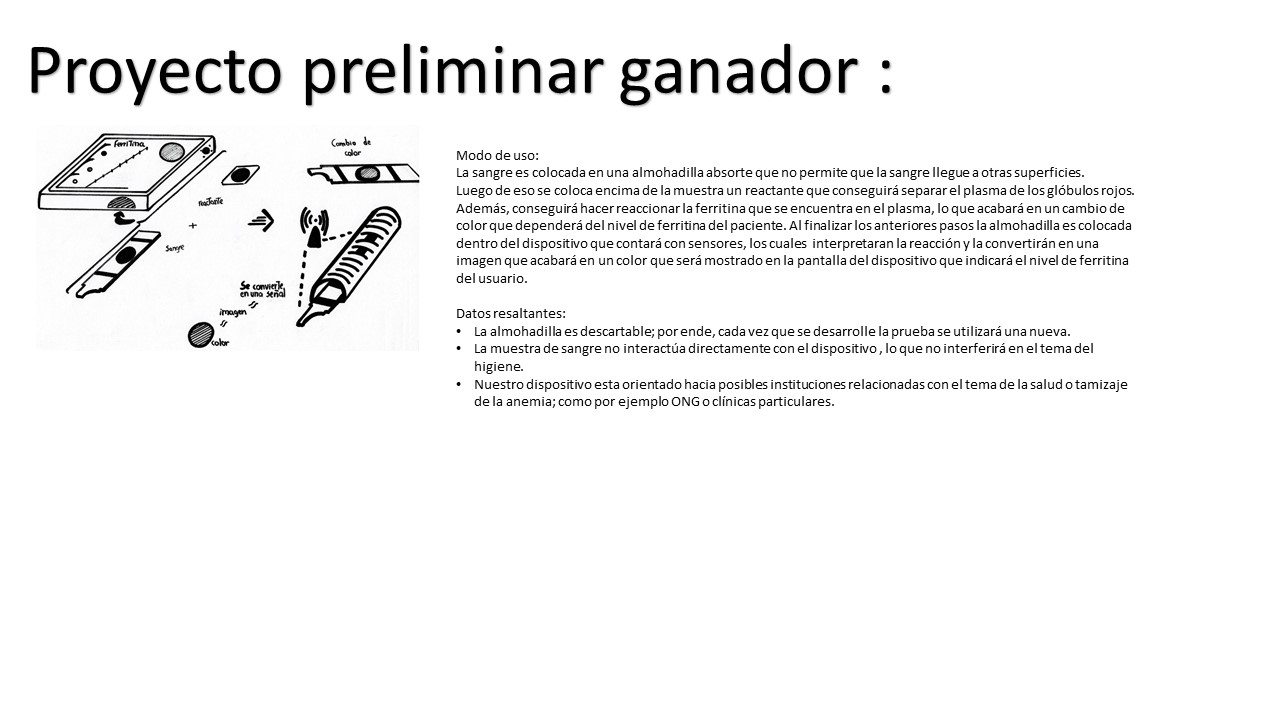 Proyecto preliminar ganador :
ferriTina
Cambio de
color
reacTanTe
+
Sangre
Se convierte
en una señal
imagen
color
Modo de uso:
La sangre es colocada en una almohadilla absorte que no permite que la sangre llegue a otras superficies.
Luego de eso se coloca encima de la muestra un reactante que conseguirá separar el plasma de los glóbulos rojos.
Además, conseguirá hacer reaccionar la ferritina que se encuentra en el plasma, lo que acabará en un cambio de
color que dependerá del nivel de ferritina del paciente. Al finalizar los anteriores pasos la almohadilla es colocada
dentro del dispositivo que contará con sensores, los cuales interpretaran la reacción y la convertirán en una
imagen que acabará en un color que será mostrado en la pantalla del dispositivo que indicará el nivel de ferritina
del usuario.
Datos resaltantes:
• La almohadilla es descartable; por ende, cada vez que se desarrolle la prueba se utilizará una nueva.
• La muestra de sangre no interactúa directamente con el dispositivo , lo que no interferirá en el tema del
higiene.
• Nuestro dispositivo esta orientado hacia posibles instituciones relacionadas con el tema de la salud o tamizaje
de la anemia; como por ejemplo ONG o clínicas particulares.